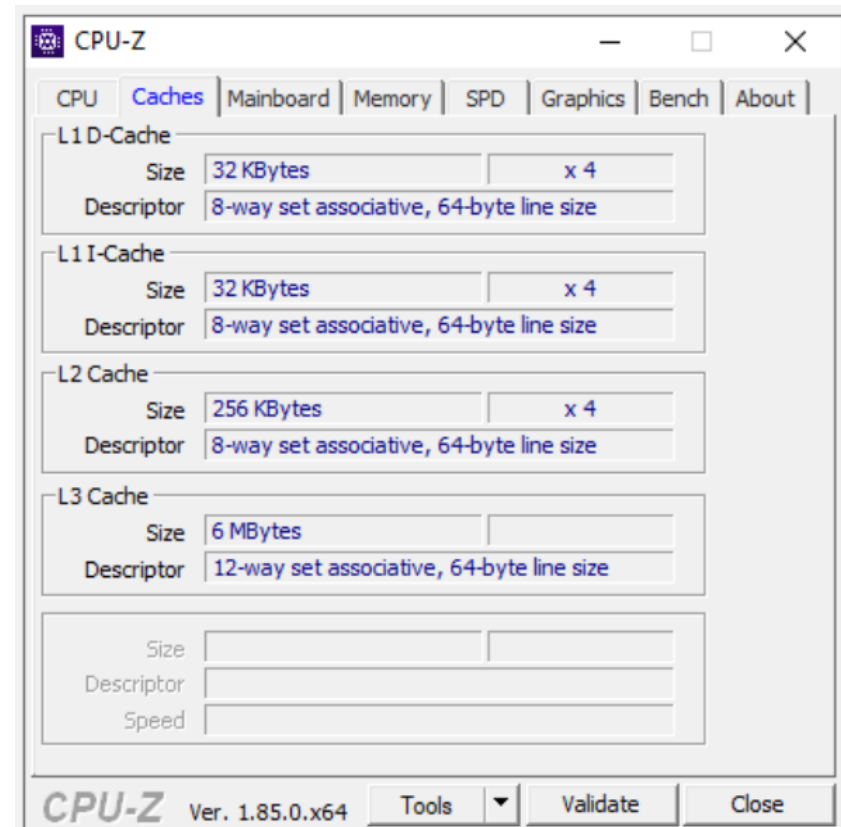 CPU-Z
CPU Caches Mainboard Memory SPD Graphics Bench About
L1 D-Cache
Size 32 KBytes x 4
Descriptor 8-way set associative, 64-byte line size
L1 I-Cache
Size 32 KBytes x 4
Descriptor 8-way set associative, 64-byte line size
L2 Cache
Size 256 KBytes x 4
Descriptor 8-way set associative, 64-byte line size
L3 Cache
Size 6 MBytes
Descriptor 12-way set associative, 64-byte line size
Size
Descriptor
Speed
CPU-Z Ver. 1.85.0.x64 Tools Validate Close